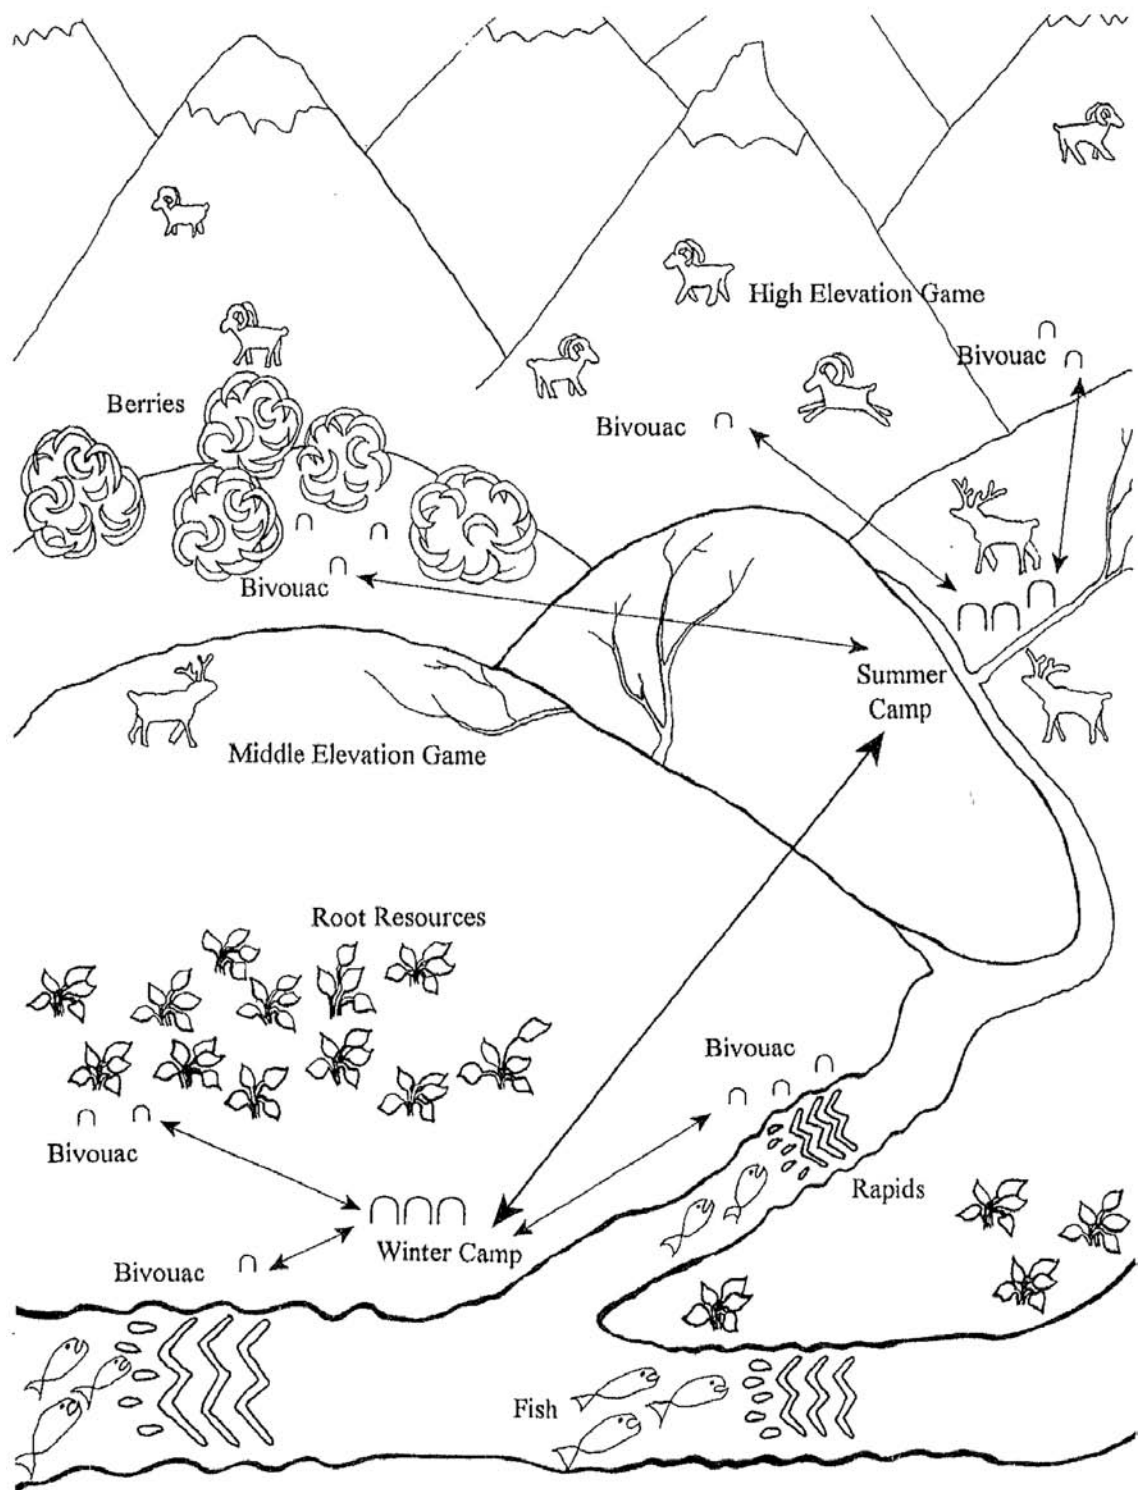 High Elevation Game
Bivouac
Berries
Bivouac
Bivouac
Summer
Camp
Middle Elevation Game
Root Resources
Bivouac
Bivouac
Rapids
Winter Camp
Bivouac
Fish